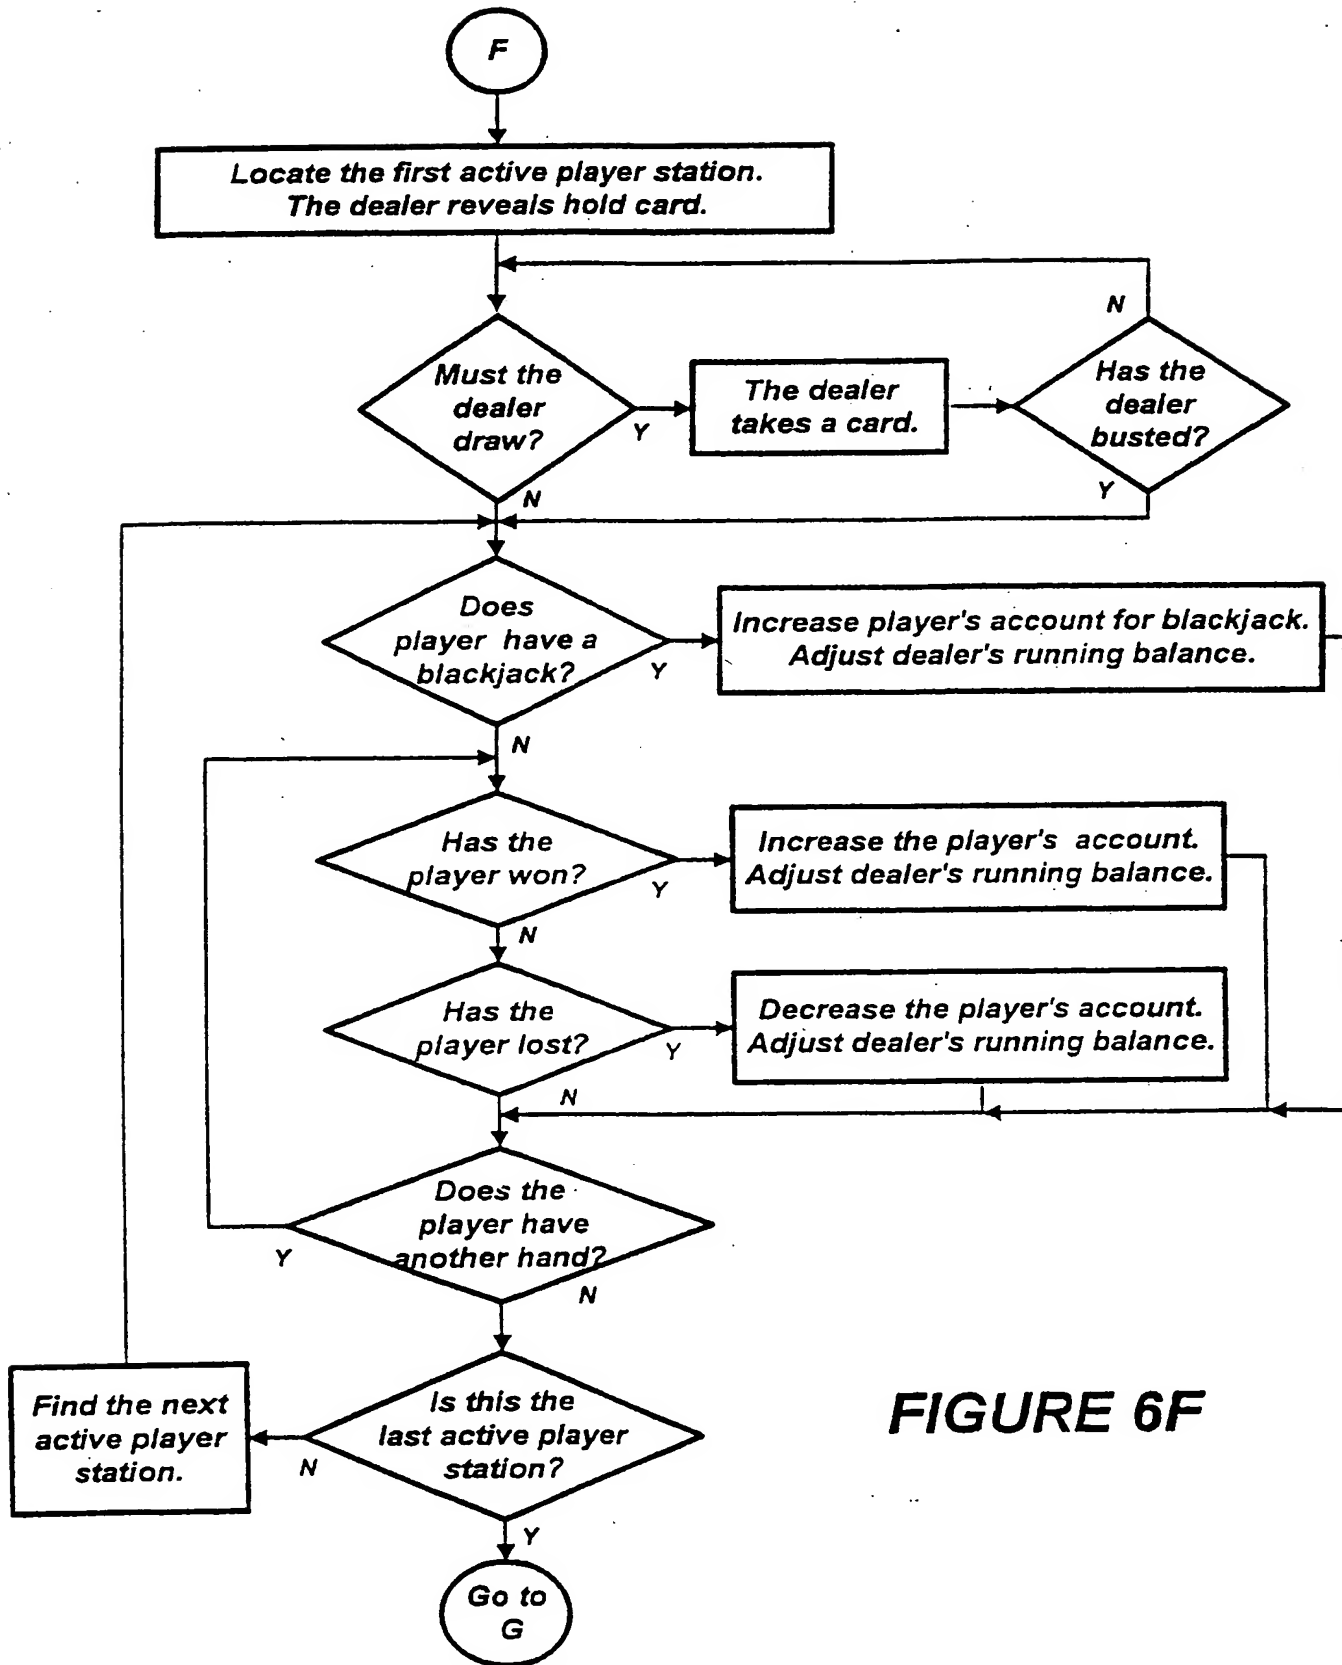 F
Locate the first active player station.
The dealer reveals hold card.
N
Must the
dealer
draw?
Y
The dealer
takes a card.
Has the
dealer
busted?
Y
N
Does
player have a
blackjack?
Y
Increase player's account for blackjack.
Adjust dealer's running balance.
N
Has the
player won?
Y
Increase the player's account.
Adjust dealer's running balance.
N
Has the
player lost?
Y
Decrease the player's account.
Adjust dealer's running balance.
N
Does the
player have
another hand?
Y
N
Find the next
active player
station.
N
Is this the
last active player
station?
FIGURE 6F
Y
Go to
G